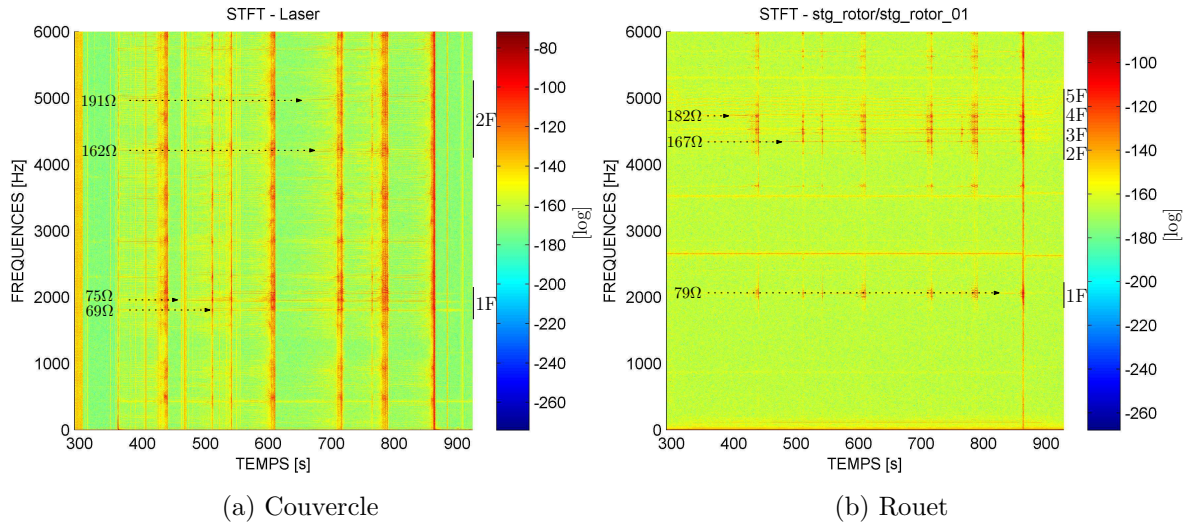 STFT - Laser
6000
5000
4000
3000
2000
1000
0
300 400 500 600 700 800 900
FREQUENCES [Hz]
TEMPS [s]
191Ω
162Ω
75Ω
69Ω
2F
1F
-80
-100
-120
-140
-160
-180
-200
-220
-240
-260
[log]
(a) Couvercle
STFT - stg_rotor/stg_rotor_01
6000
5000
4000
3000
2000
1000
0
300 400 500 600 700 800 900
FREQUENCES [Hz]
TEMPS [s]
182Ω
167Ω
79Ω
5F
4F
3F
2F
1F
-100
-120
-140
-160
-180
-200
-220
-240
-260
[log]
(b) Rouet